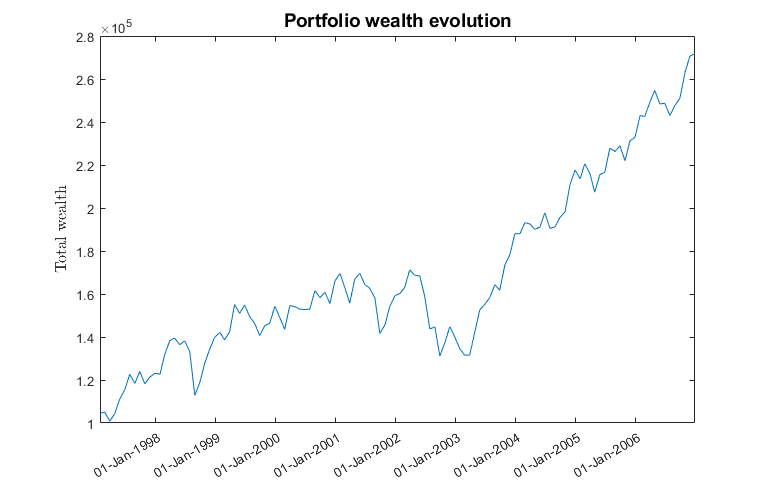 Portfolio wealth evolution
×10⁵
2.8
2.6
2.4
2.2
2
1.8
1.6
1.4
1.2
1
Total wealth
01-Jan-1998
01-Jan-1999
01-Jan-2000
01-Jan-2001
01-Jan-2002
01-Jan-2003
01-Jan-2004
01-Jan-2005
01-Jan-2006